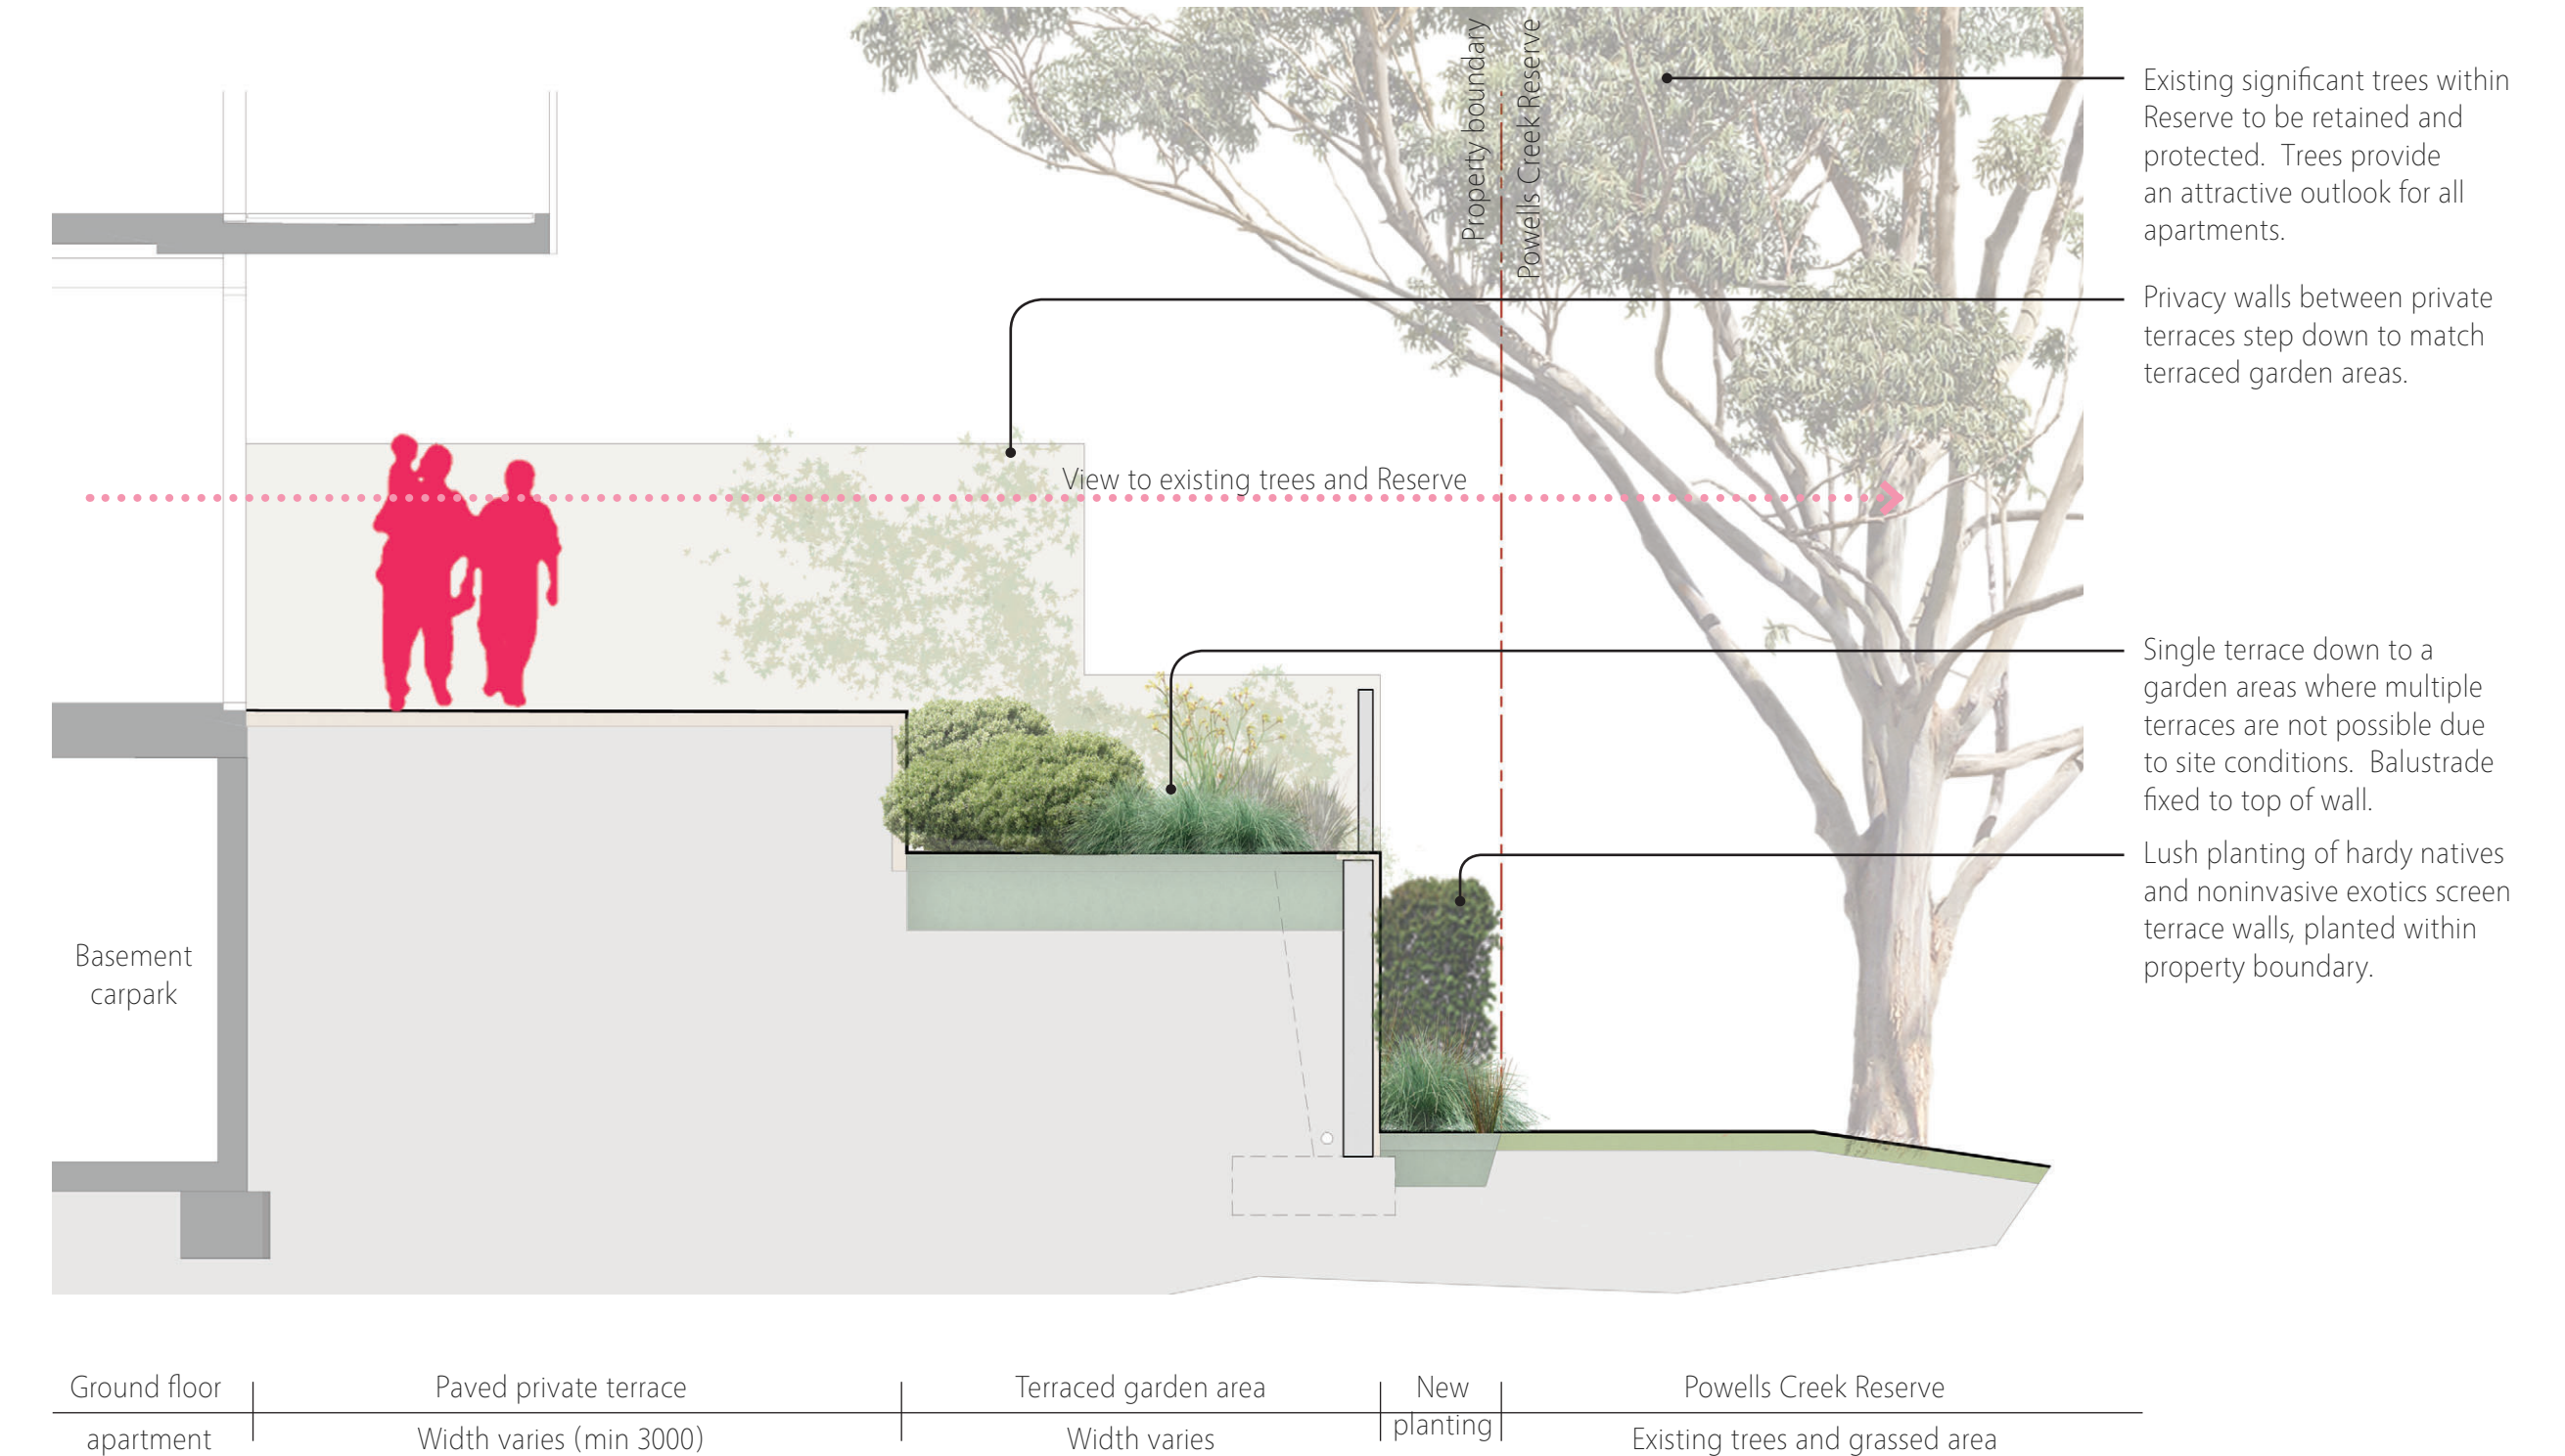 Property boundary
Powells Creek Reserve
Existing significant trees within
Reserve to be retained and
protected.  Trees provide
an attractive outlook for all
apartments.
Privacy walls between private
terraces step down to match
terraced garden areas.
View to existing trees and Reserve
Single terrace down to a
garden areas where multiple
terraces are not possible due
to site conditions.  Balustrade
fixed to top of wall.
Lush planting of hardy natives
and noninvasive exotics screen
terrace walls, planted within
property boundary.
Basement
carpark
Ground floor
apartment
Paved private terrace
Width varies (min 3000)
Terraced garden area
Width varies
New
planting
Powells Creek Reserve
Existing trees and grassed area